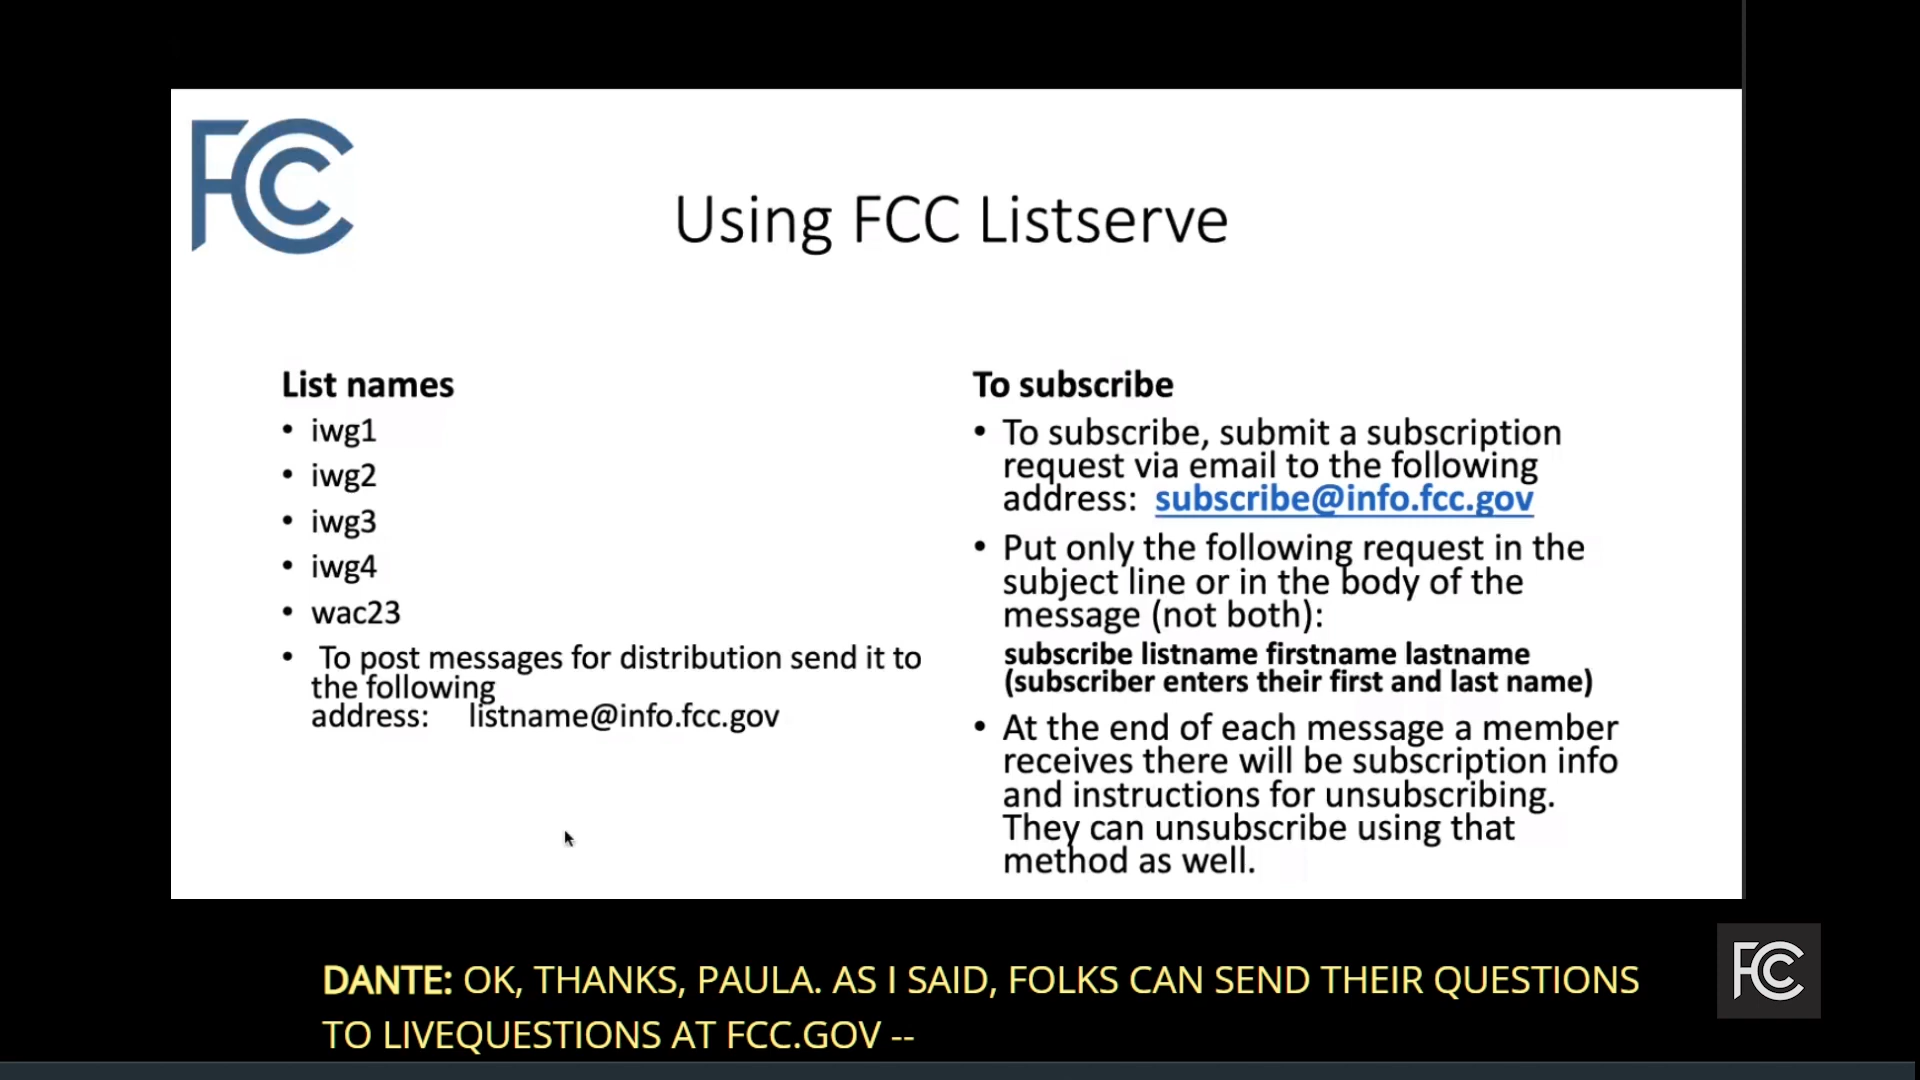 FCC
Using FCC Listserve
List names
• iwg1
• iwg2
• iwg3
• iwg4
• wac23
• To post messages for distribution send it to
the following
address: listname@info.fcc.gov
To subscribe
• To subscribe, submit a subscription
request via email to the following
address: subscribe@info.fcc.gov
• Put only the following request in the
subject line or in the body of the
message (not both):
subscribe listname firstname lastname
(subscriber enters their first and last name)
• At the end of each message a member
receives there will be subscription info
and instructions for unsubscribing.
They can unsubscribe using that
method as well.
DANTE: OK, THANKS, PAULA. AS I SAID, FOLKS CAN SEND THEIR QUESTIONS
TO LIVEQUESTIONS AT FCC.GOV --
FCC